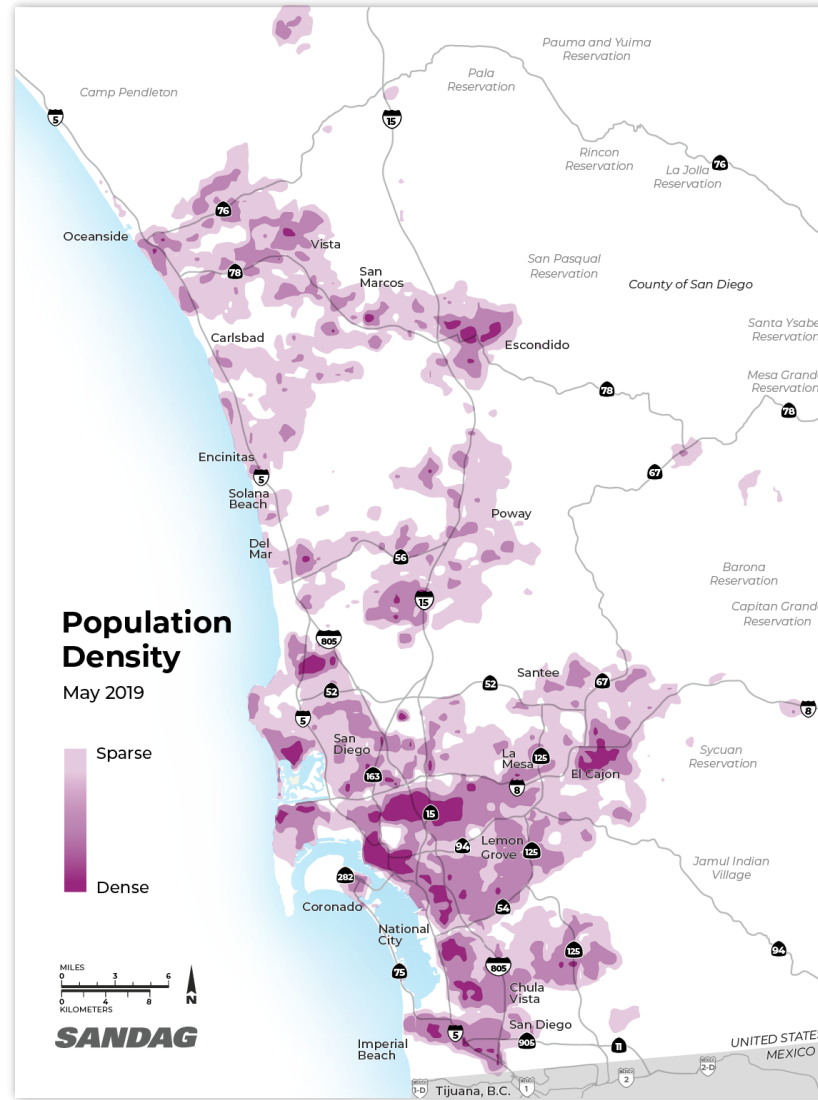 Pauma and Yuima
Reservation
Pala
Reservation
Camp Pendleton
5
15
Rincon
Reservation
La Jolla
Reservation
76
76
Oceanside
Vista
78
San
Marcos
San Pasqual
Reservation
County of San Diego
Santa Ysabe
Reservation
Carlsbad
Escondido
Mesa Grand
Reservation
78
78
Encinitas
5
67
Solana
Beach
Poway
Del
Mar
56
Barona
Reservation
15
Capitan Grand
Reservation
Population
Density
May 2019
805
52
Santee
52
67
5
8
San
Diego
La
Mesa
125
Sycuan
Reservation
Sparse
163
El Cajon
8
15
94
Lemon
Grove
125
Jamul Indian
Village
Dense
282
Coronado
54
National
City
125
94
MILES
0 3 6
0 4 8
KILOMETERS
N
75
805
Chula
Vista
SANDAG
San Diego
5
905
11
Imperial
Beach
UNITED STATE
MEXICO
1-D
Tijuana, B.C.
1
2
2-D